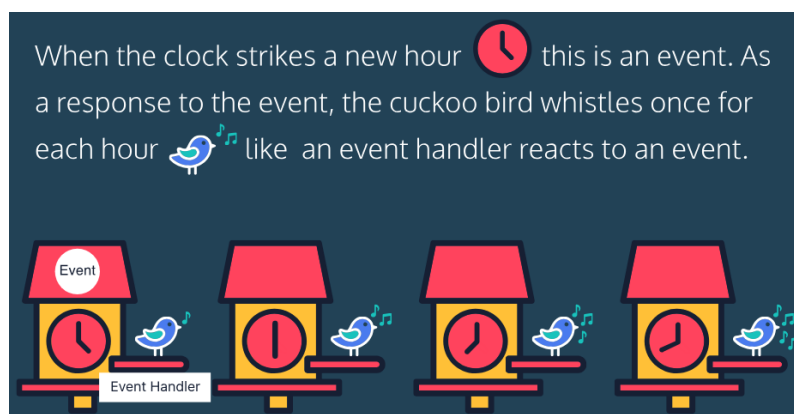 When the clock strikes a new hour this is an event. As
a response to the event, the cuckoo bird whistles once for
each hour like an event handler reacts to an event.
Event
Event Handler